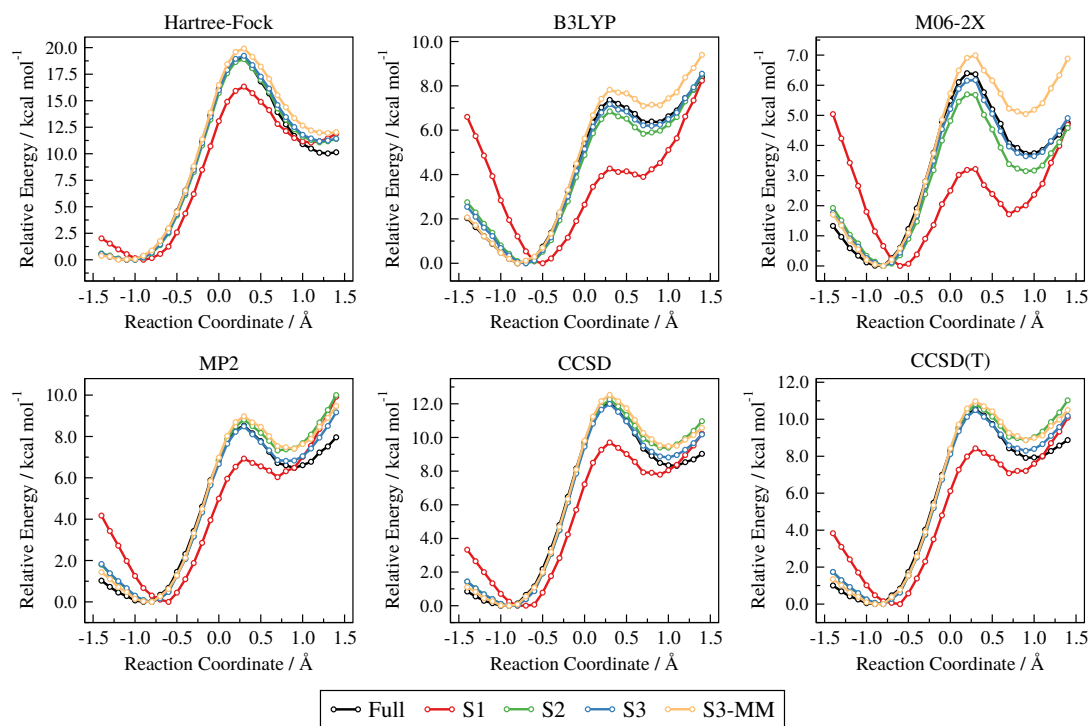 Hartree-Fock
B3LYP
M06-2X
Relative Energy / kcal mol⁻¹
20.0
17.5
15.0
12.5
10.0
7.5
5.0
2.5
0.0
-1.5 -1.0 -0.5 0.0 0.5 1.0 1.5
Reaction Coordinate / Å
Relative Energy / kcal mol⁻¹
10.0
8.0
6.0
4.0
2.0
0.0
-1.5 -1.0 -0.5 0.0 0.5 1.0 1.5
Reaction Coordinate / Å
Relative Energy / kcal mol⁻¹
7.0
6.0
5.0
4.0
3.0
2.0
1.0
0.0
-1.5 -1.0 -0.5 0.0 0.5 1.0 1.5
Reaction Coordinate / Å
MP2
CCSD
CCSD(T)
Relative Energy / kcal mol⁻¹
10.0
8.0
6.0
4.0
2.0
0.0
-1.5 -1.0 -0.5 0.0 0.5 1.0 1.5
Reaction Coordinate / Å
Relative Energy / kcal mol⁻¹
12.0
10.0
8.0
6.0
4.0
2.0
0.0
-1.5 -1.0 -0.5 0.0 0.5 1.0 1.5
Reaction Coordinate / Å
Relative Energy / kcal mol⁻¹
12.0
10.0
8.0
6.0
4.0
2.0
0.0
-1.5 -1.0 -0.5 0.0 0.5 1.0 1.5
Reaction Coordinate / Å
Full S1 S2 S3 S3-MM